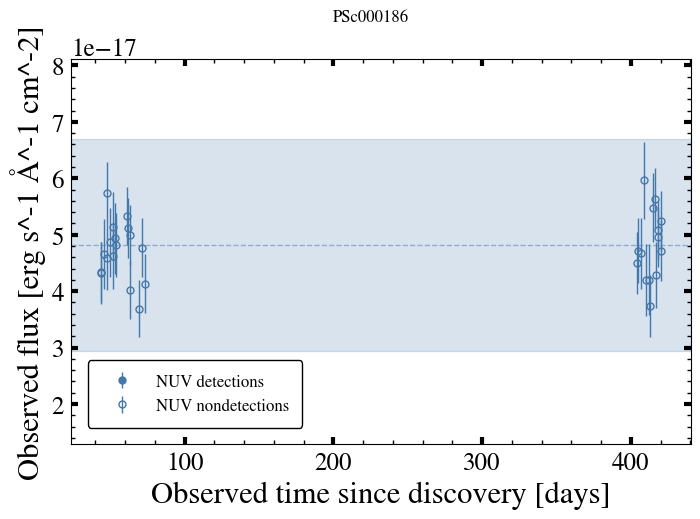 PSc000186
1e−17
8
7
6
5
4
3
2
Observed flux [erg s^-1 Å^-1 cm^-2]
NUV detections
NUV nondetections
100 200 300 400
Observed time since discovery [days]